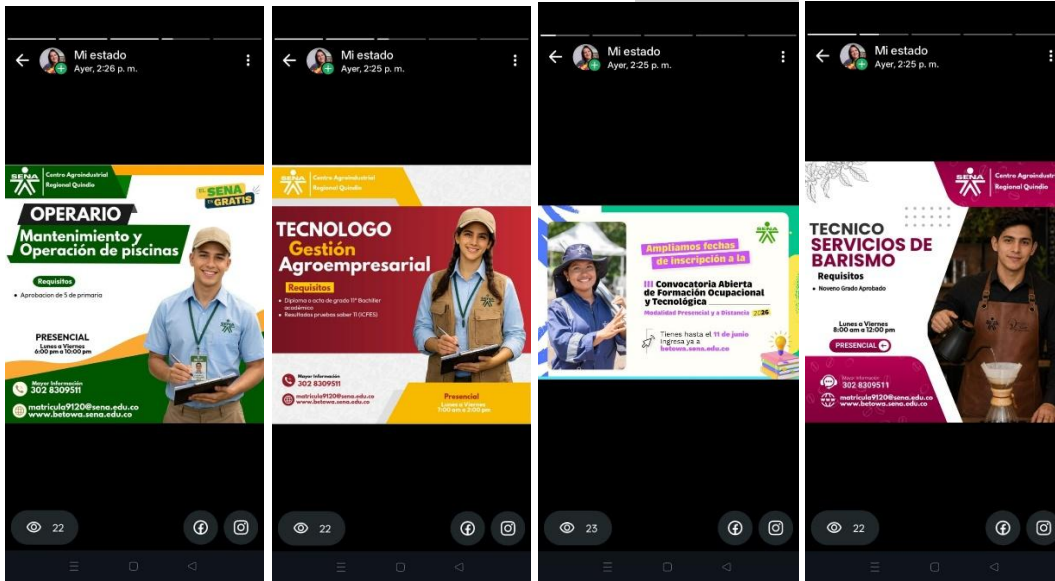 Mi estado
Ayer, 2:26 p. m.
SENA
Centro Agroindustrial
Regional Quindío
EL SENA
ES GRATIS
OPERARIO
Mantenimiento y
Operación de piscinas
Requisitos
• Aprobacion de 5 de primaria
PRESENCIAL
Lunes a Viernes
6:00 pm a 10:00 pm
Mayor Información
302 8309511
matricula9120@sena.edu.co
www.betowa.sena.edu.co
22
Mi estado
Ayer, 2:25 p. m.
SENA
Centro Agroindustrial
Regional Quindío
TECNOLOGO
Gestión
Agroempresarial
Requisitos
• Diploma o acta de grado 11° Bachiller
académico
• Resultados pruebas saber 11 (ICFES)
Mayor Información
302 8309511
matricula9120@sena.edu.co
www.betowa.sena.edu.co
Presencial
Lunes a Viernes
7:00 am a 2:00 pm
22
Mi estado
Ayer, 2:25 p. m.
SENA
Ampliamos fechas
de inscripción a la
III Convocatoria Abierta
de Formación Ocupacional
y Tecnológica
Modalidad Presencial y a Distancia 2026
Tienes hasta el 11 de junio
Ingresa ya a
betowa.sena.edu.co
23
Mi estado
Ayer, 2:25 p. m.
SENA
Centro Agroindustr
Regional Quindío
TECNICO
SERVICIOS DE
BARISMO
Requisitos
• Noveno Grado Aprobado
Lunes a Viernes
8:00 am a 12:00 pm
PRESENCIAL
Mayor Información
302 8309511
matricula9120@sena.edu.co
www.betowa.sena.edu.co
22